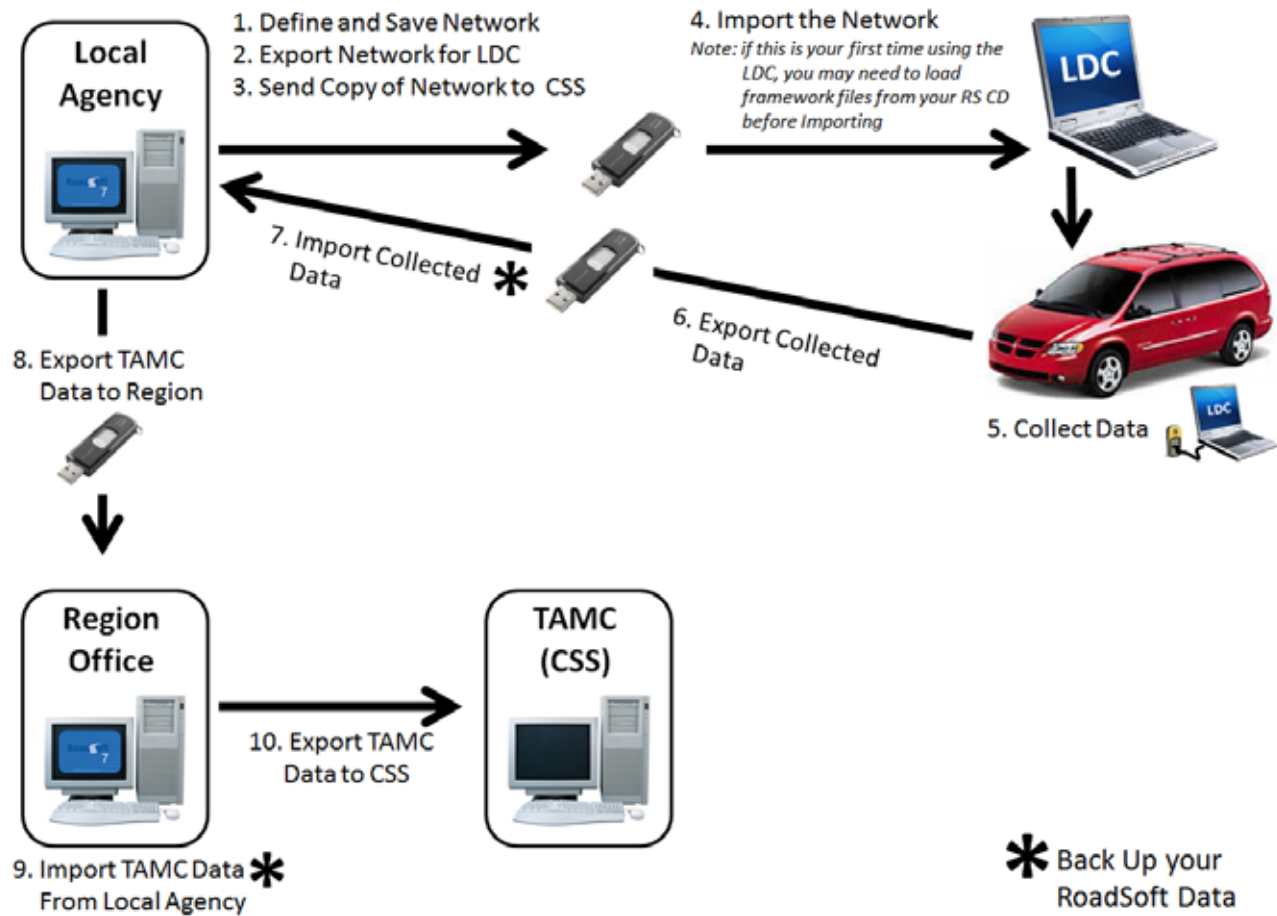 Local
Agency
RoadSoft
7
1. Define and Save Network
2. Export Network for LDC
3. Send Copy of Network to CSS
4. Import the Network
Note: if this is your first time using the
LDC, you may need to load
framework files from your RS CD
before Importing
LDC
7. Import Collected *
Data
6. Export Collected
Data
5. Collect Data
LDC
8. Export TAMC
Data to Region
Region
Office
RoadSoft
7
TAMC
(CSS)
10. Export TAMC
Data to CSS
9. Import TAMC Data *
From Local Agency
* Back Up your
RoadSoft Data